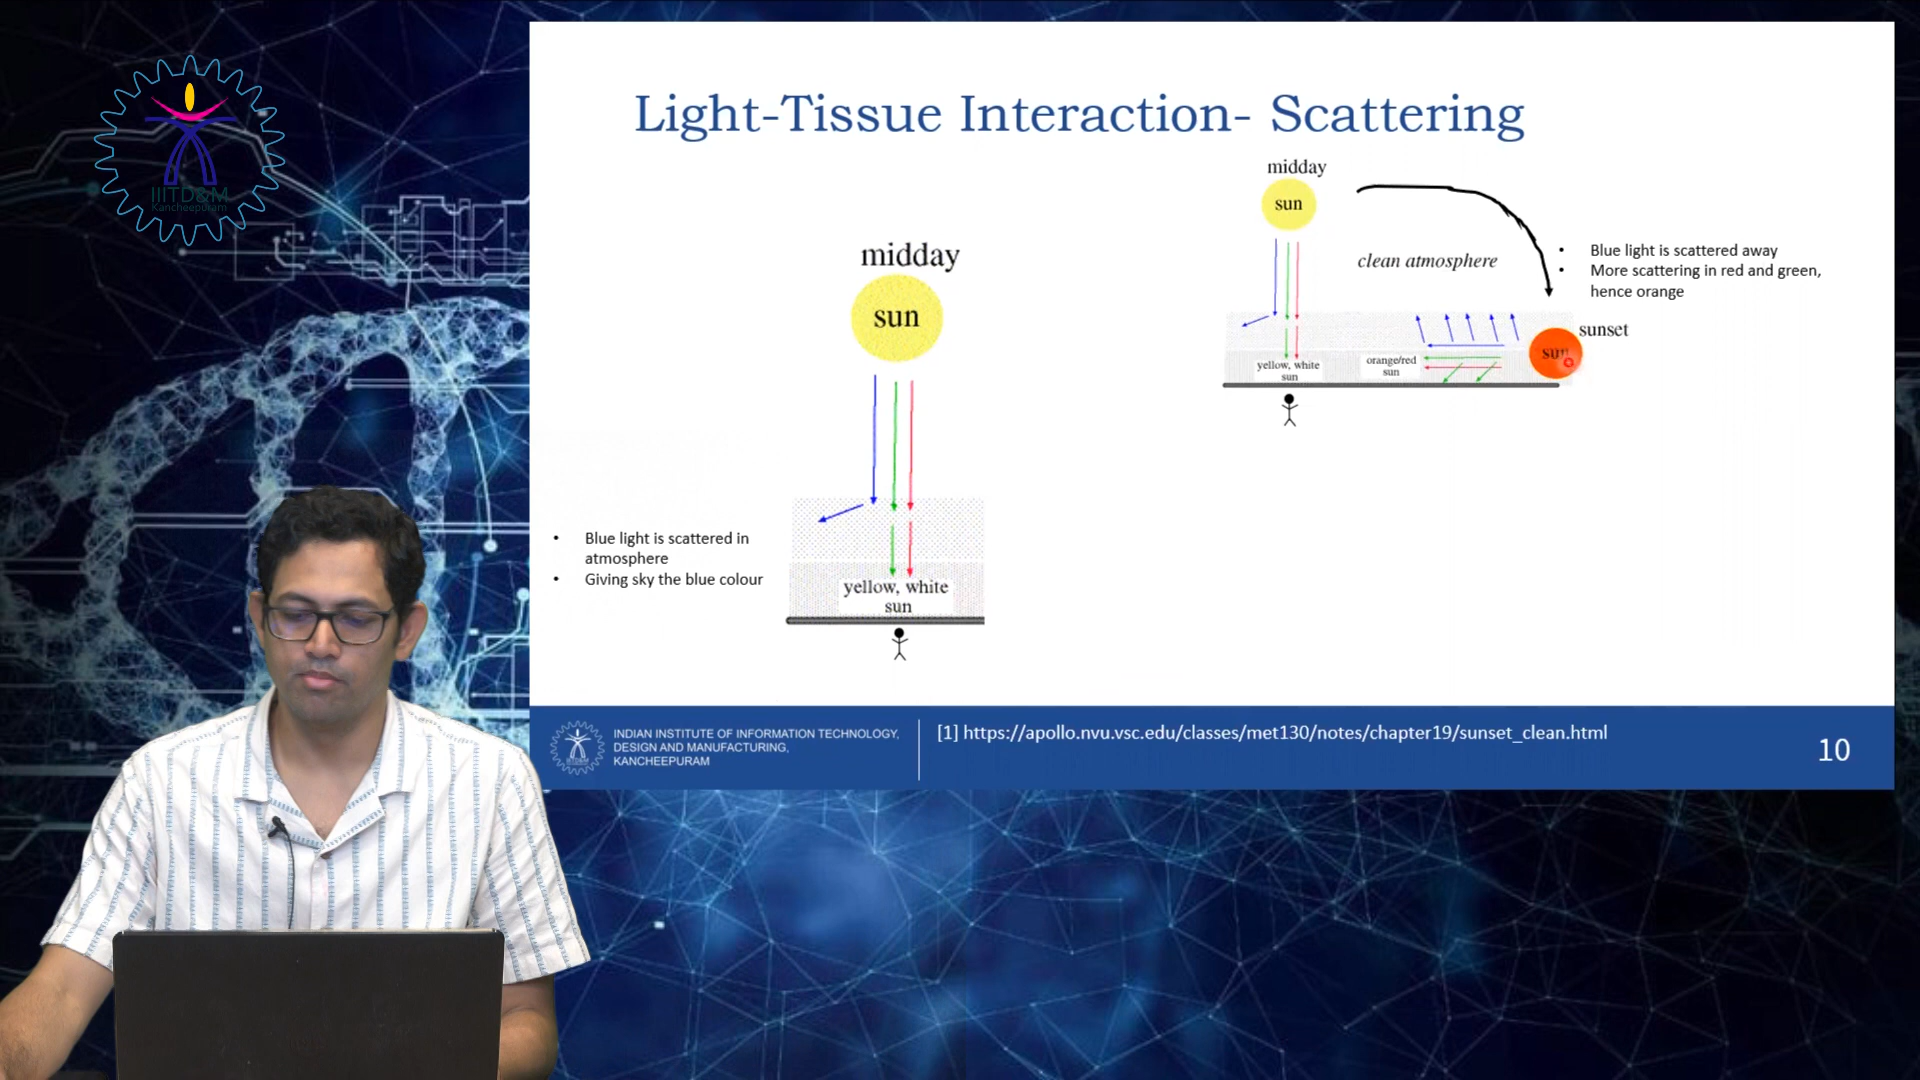 IIITD&M
Kancheepuram
Light-Tissue Interaction- Scattering
midday
sun
• Blue light is scattered in
atmosphere
• Giving sky the blue colour
yellow, white
sun
midday
sun
clean atmosphere
• Blue light is scattered away
• More scattering in red and green,
hence orange
sunset
sun
yellow, white
sun
orange/red
sun
INDIAN INSTITUTE OF INFORMATION TECHNOLOGY,
DESIGN AND MANUFACTURING,
KANCHEEPURAM
[1] https://apollo.nvu.vsc.edu/classes/met130/notes/chapter19/sunset_clean.html
10